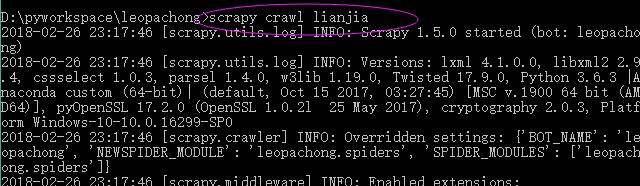 D:\pyworkspace\leopachong>scrapy crawl lianjia
2018-02-26 23:17:46 [scrapy.utils.log] INFO: Scrapy 1.5.0 started (bot: leopacho
ng)
2018-02-26 23:17:46 [scrapy.utils.log] INFO: Versions: lxml 4.1.0.0, libxml2 2.9
.4, cssselect 1.0.3, parsel 1.4.0, w3lib 1.19.0, Twisted 17.9.0, Python 3.6.3 |A
naconda custom (64-bit)| (default, Oct 15 2017, 03:27:45) [MSC v.1900 64 bit (AM
D64)], pyOpenSSL 17.2.0 (OpenSSL 1.0.2l  25 May 2017), cryptography 2.0.3, Platf
orm Windows-10-10.0.16299-SP0
2018-02-26 23:17:46 [scrapy.crawler] INFO: Overridden settings: {'BOT_NAME': 'le
opachong', 'NEWSPIDER_MODULE': 'leopachong.spiders', 'SPIDER_MODULES': ['leopach
ong.spiders']}
2018-02-26 23:17:46 [scrapy.middleware] INFO: Enabled extensions: